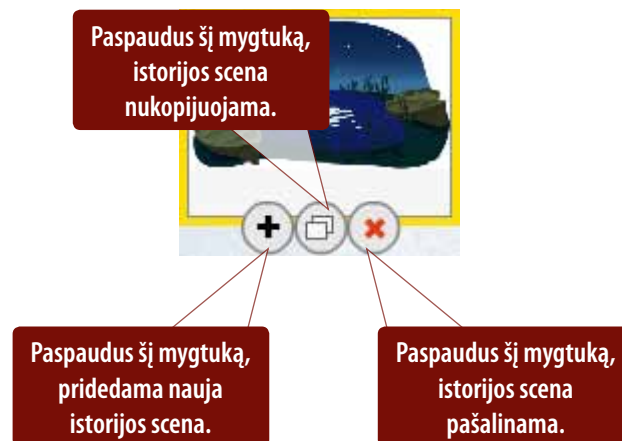 Paspaudus šį mygtuką,
istorijos scena
nukopijuojama.
Paspaudus šį mygtuką,
pridedama nauja
istorijos scena.
Paspaudus šį mygtuką,
istorijos scena
pašalinama.